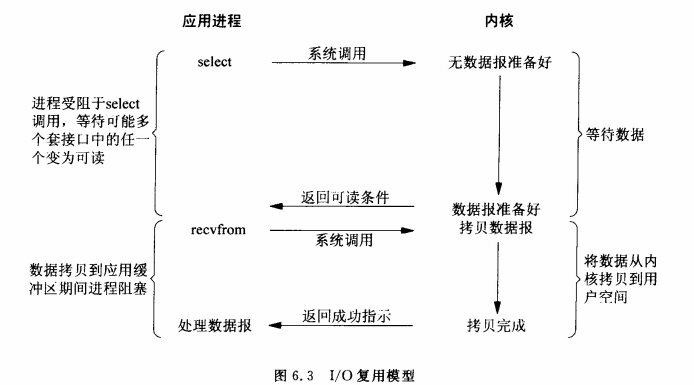 应用进程 内核
select 系统调用 无数据报准备好
进程受阻于select
调用，等待可能多
个套接口中的任一
个变为可读
等待数据
返回可读条件 数据报准备好
recvfrom 系统调用 拷贝数据报
数据拷贝到应用缓
冲区期间进程阻塞
将数据从内
核拷贝到用
户空间
处理数据报 返回成功指示 拷贝完成
图 6.3 I/O 复用模型